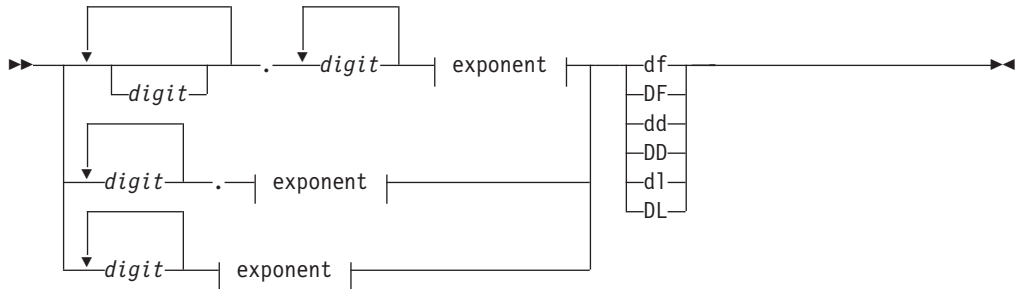 . digit exponent df
digit DF
dd
DD
digit . exponent dl
DL
digit exponent